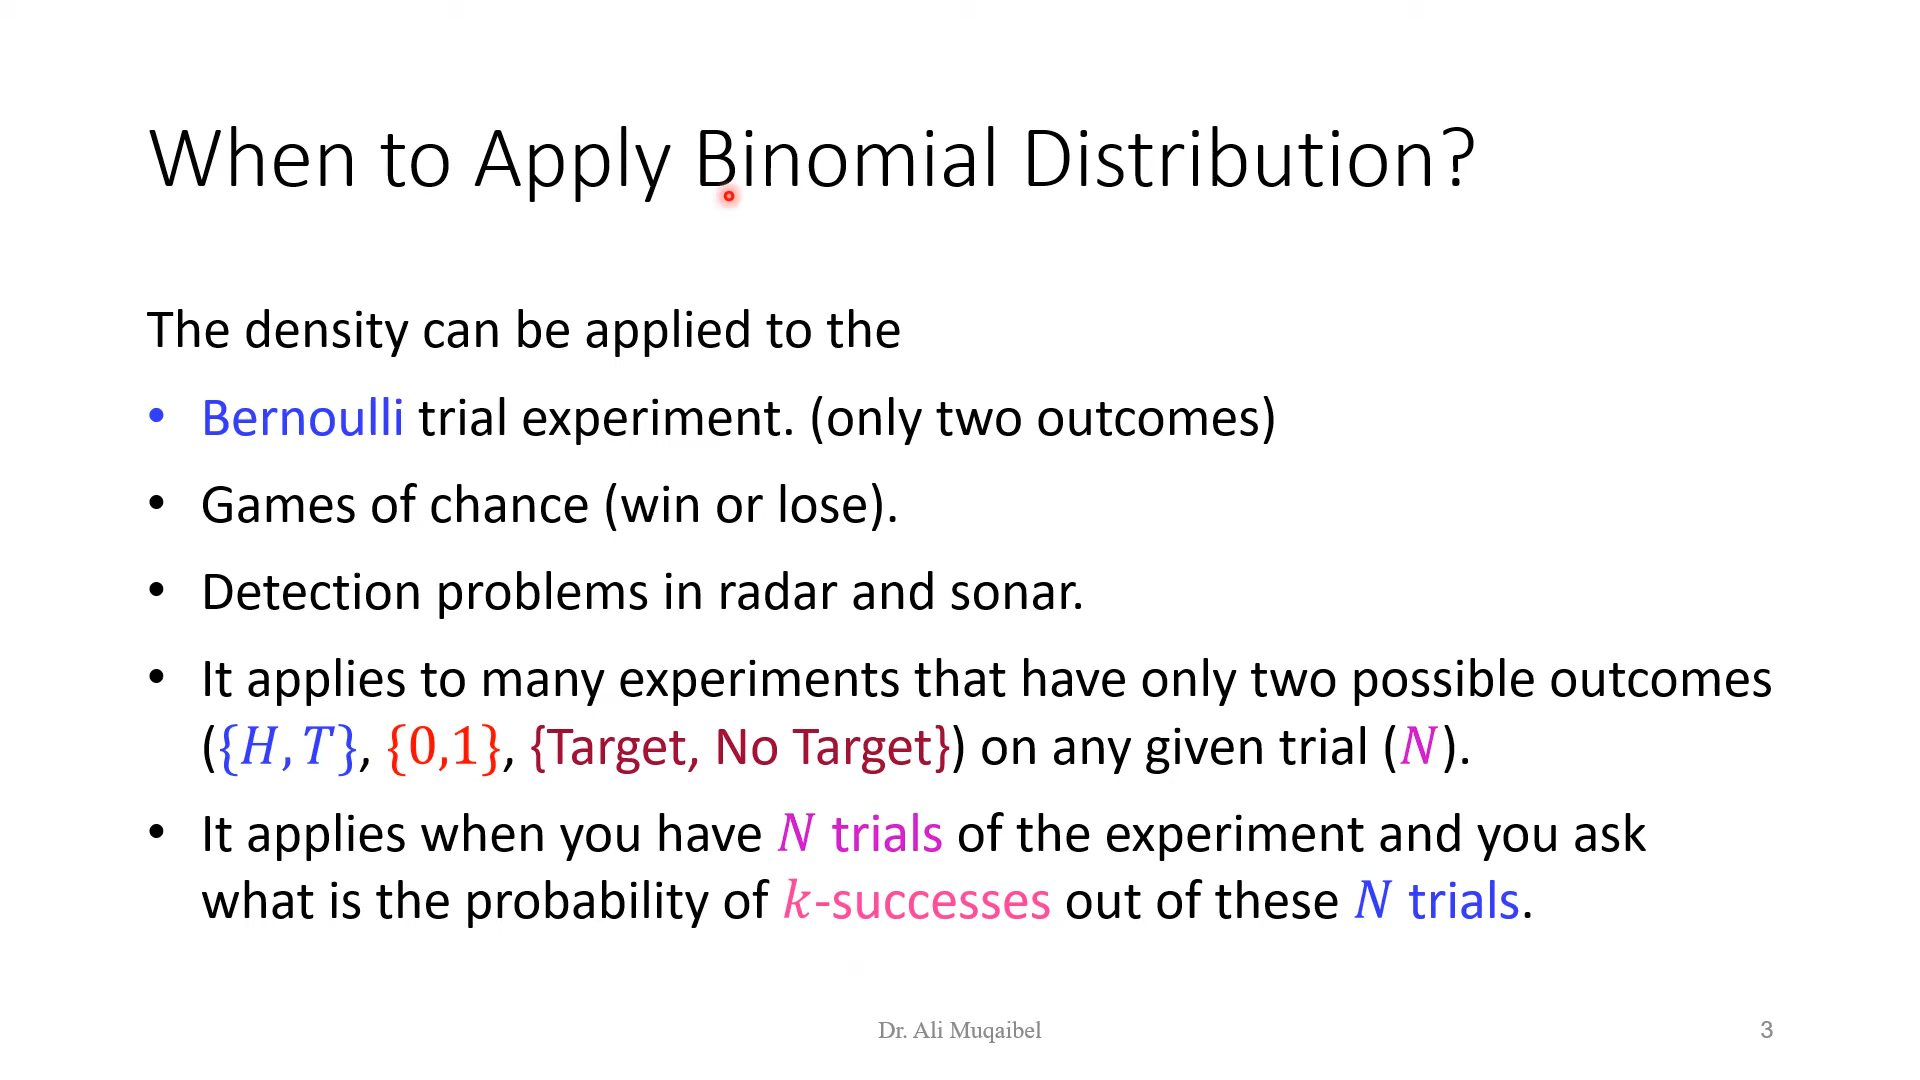 When to Apply Binomial Distribution?
The density can be applied to the
• Bernoulli trial experiment. (only two outcomes)
• Games of chance (win or lose).
• Detection problems in radar and sonar.
• It applies to many experiments that have only two possible outcomes
({H, T}, {0,1}, {Target, No Target}) on any given trial (N).
• It applies when you have N trials of the experiment and you ask
what is the probability of k-successes out of these N trials.
Dr. Ali Muqaibel
3